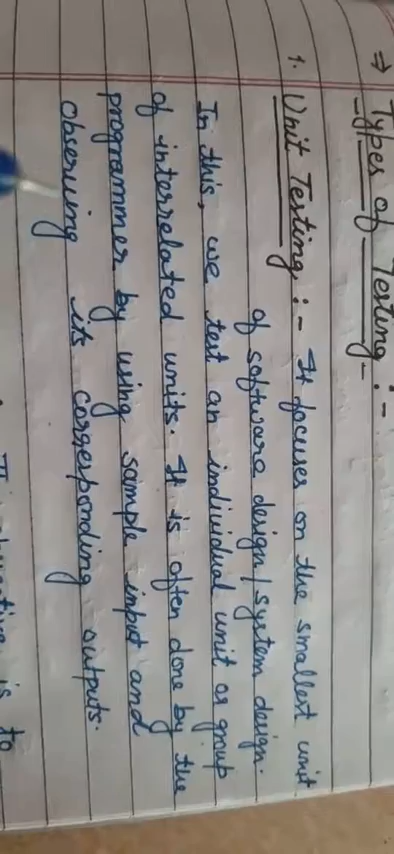 ⇒ Types of Testing :-
1. Unit Testing :- It focuses on the smallest unit
of software design/system design.
In this, we test an individual unit or group
of interrelated units. It is often done by the
programmer by using sample input and
observing its corresponding outputs.
is to